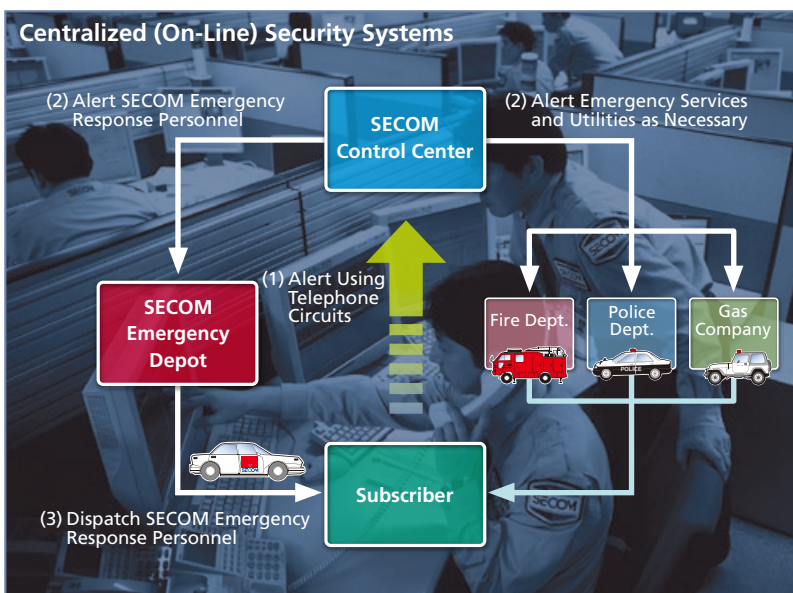 Centralized (On-Line) Security Systems
(2) Alert SECOM Emergency
Response Personnel
SECOM
Control Center
(2) Alert Emergency Services
and Utilities as Necessary
(1) Alert Using
Telephone
Circuits
SECOM
Emergency
Depot
Fire Dept.
Police
Dept.
Gas
Company
POLICE
SECOM
Subscriber
(3) Dispatch SECOM Emergency
Response Personnel
SECOM
SECOM
SECOM